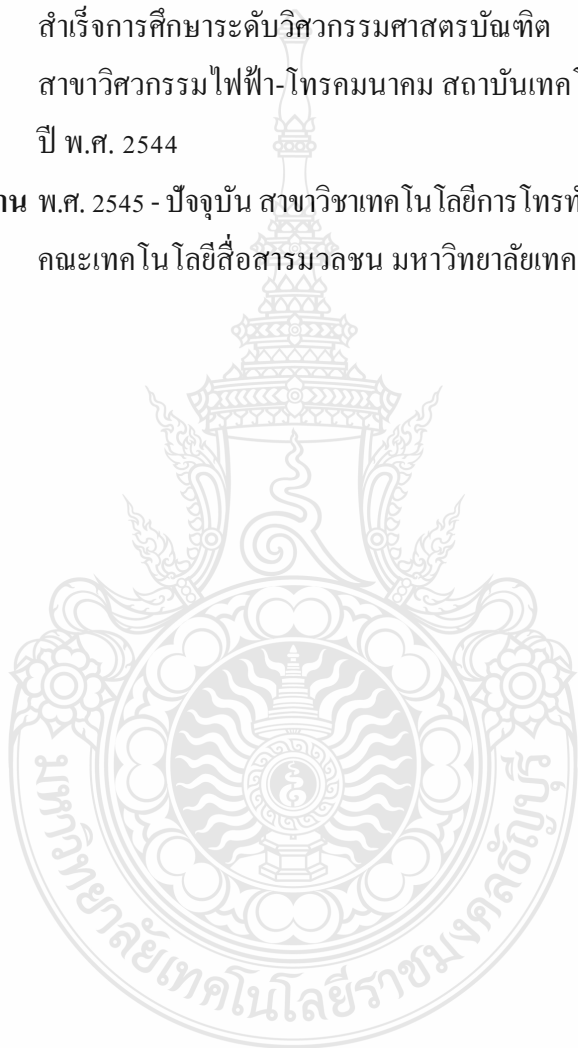 สำเร็จการศึกษาระดับวิศวกรรมศาสตรบัณฑิต
สาขาวิศวกรรมไฟฟ้า-โทรคมนาคม สถาบันเทคโ
ปี พ.ศ. 2544
าน พ.ศ. 2545 - ปัจจุบัน สาขาวิชาเทคโนโลยีการโทรทั
คณะเทคโนโลยีสื่อสารมวลชน มหาวิทยาลัยเทค
มหาวิทยาลัยเทคโนโลยีราชมงคลธัญบุรี